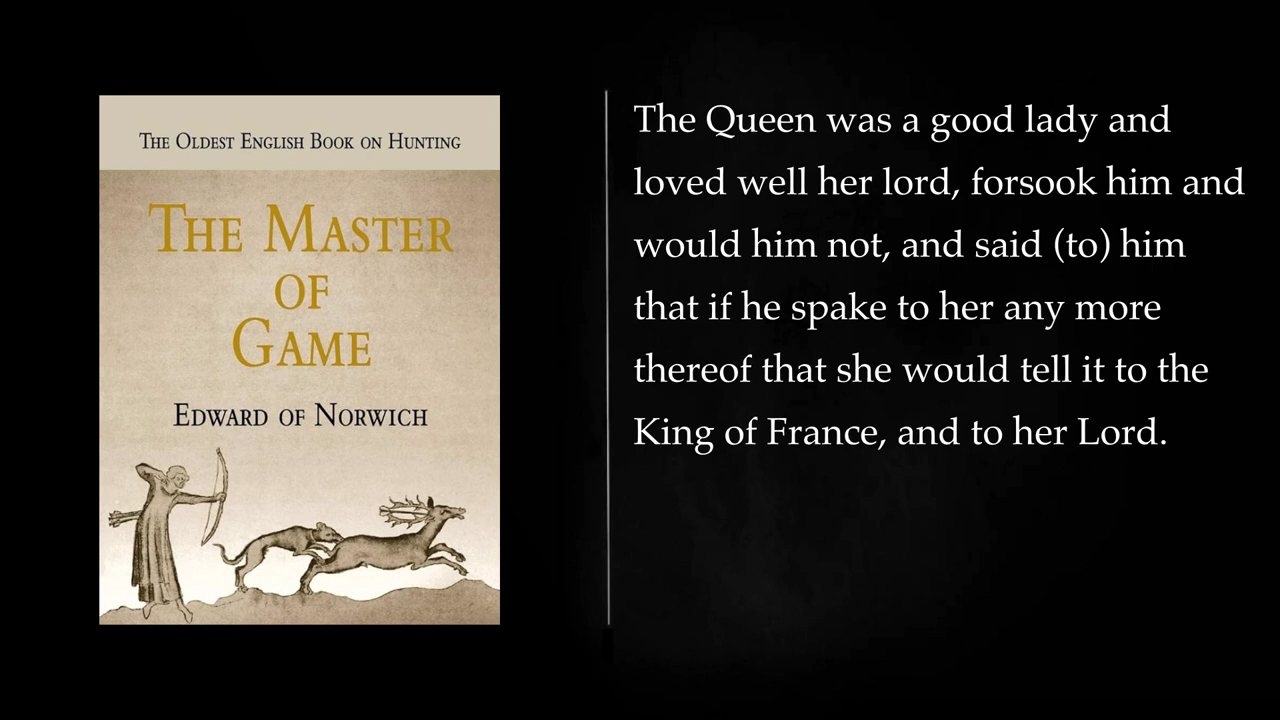 The Oldest English Book on Hunting
The Master
of
Game
Edward of Norwich
The Queen was a good lady and
loved well her lord, forsook him and
would him not, and said (to) him
that if he spake to her any more
thereof that she would tell it to the
King of France, and to her Lord.